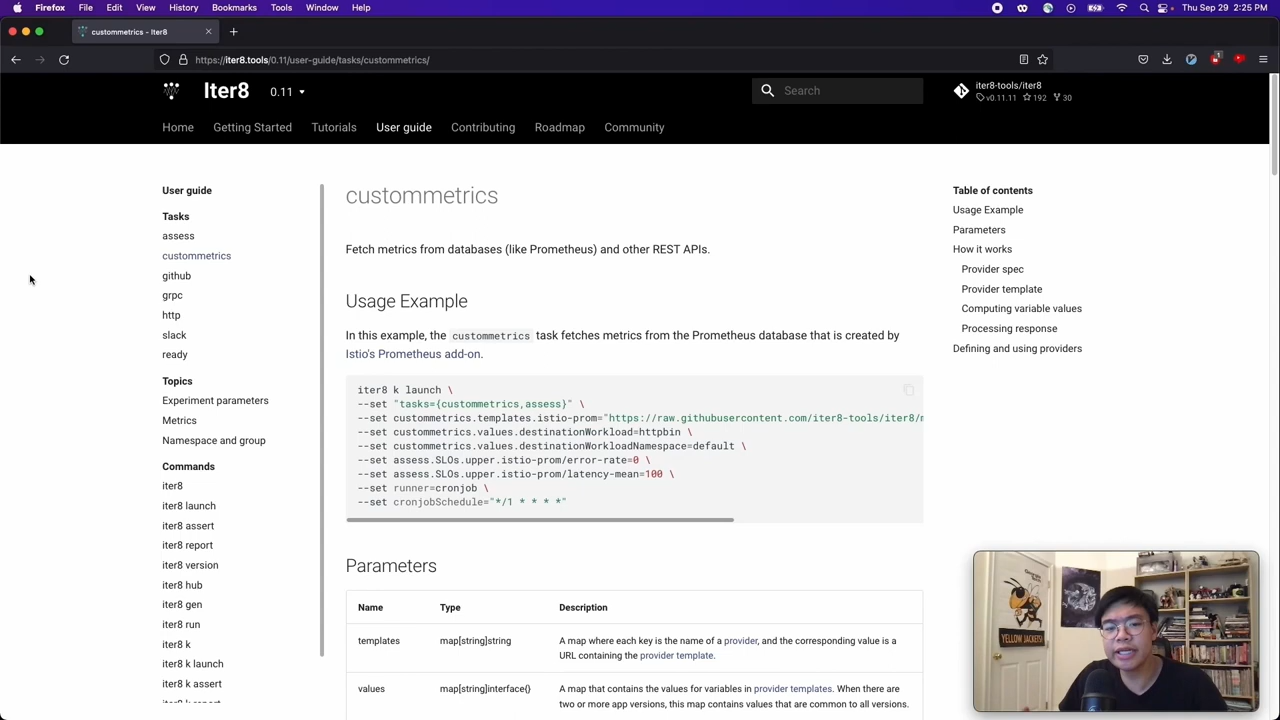 Firefox File Edit View History Bookmarks Tools Window Help
Thu Sep 29 2:25 PM
custommetrics - Iter8
https://iter8.tools/0.11/user-guide/tasks/custommetrics/
1
Iter8
0.11
Search
iter8-tools/iter8
v0.11.11 192 30
Home Getting Started Tutorials User guide Contributing Roadmap Community
User guide
Tasks
assess
custommetrics
github
grpc
http
slack
ready
Topics
Experiment parameters
Metrics
Namespace and group
Commands
iter8
iter8 launch
iter8 assert
iter8 report
iter8 version
iter8 hub
iter8 gen
iter8 run
iter8 k
iter8 k launch
iter8 k assert
iter8 k report
custommetrics
Fetch metrics from databases (like Prometheus) and other REST APIs.
Usage Example
In this example, the custommetrics task fetches metrics from the Prometheus database that is created by
Istio's Prometheus add-on.
iter8 k launch \
--set "tasks={custommetrics,assess}" \
--set custommetrics.templates.istio-prom="https://raw.githubusercontent.com/iter8-tools/iter8/m
--set custommetrics.values.destinationWorkload=httpbin \
--set custommetrics.values.destinationWorkloadNamespace=default \
--set assess.SLOs.upper.istio-prom/error-rate=0 \
--set assess.SLOs.upper.istio-prom/latency-mean=100 \
--set runner=cronjob \
--set cronjobSchedule="*/1 * * * *"
Parameters
Name Type Description
templates map[string]string A map where each key is the name of a provider, and the corresponding value is a
URL containing the provider template.
values map[string]interface{} A map that contains the values for variables in provider templates. When there are
two or more app versions, this map contains values that are common to all versions.
Table of contents
Usage Example
Parameters
How it works
Provider spec
Provider template
Computing variable values
Processing response
Defining and using providers
YELLOW JACKETS!